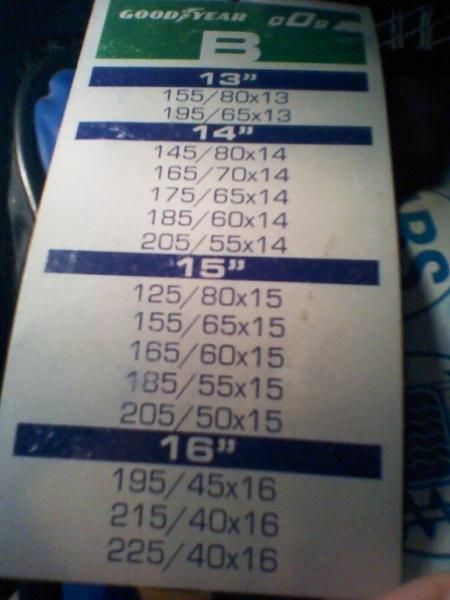 GOODYEAR g09
B
13"
155/80x13
195/65x13
14"
145/80x14
165/70x14
175/65x14
185/60x14
205/55x14
15"
125/80x15
155/65x15
165/60x15
185/55x15
205/50x15
16"
195/45x16
215/40x16
225/40x16